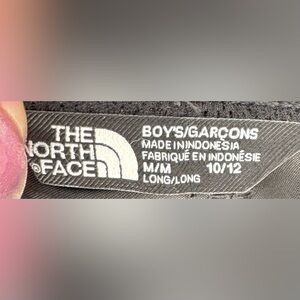 THE
NORTH
FACE
BOY'S/GARÇONS
MADE IN INDONESIA
FABRIQUÉ EN INDONÉSIE
M/M 10/12
LONG/LONG